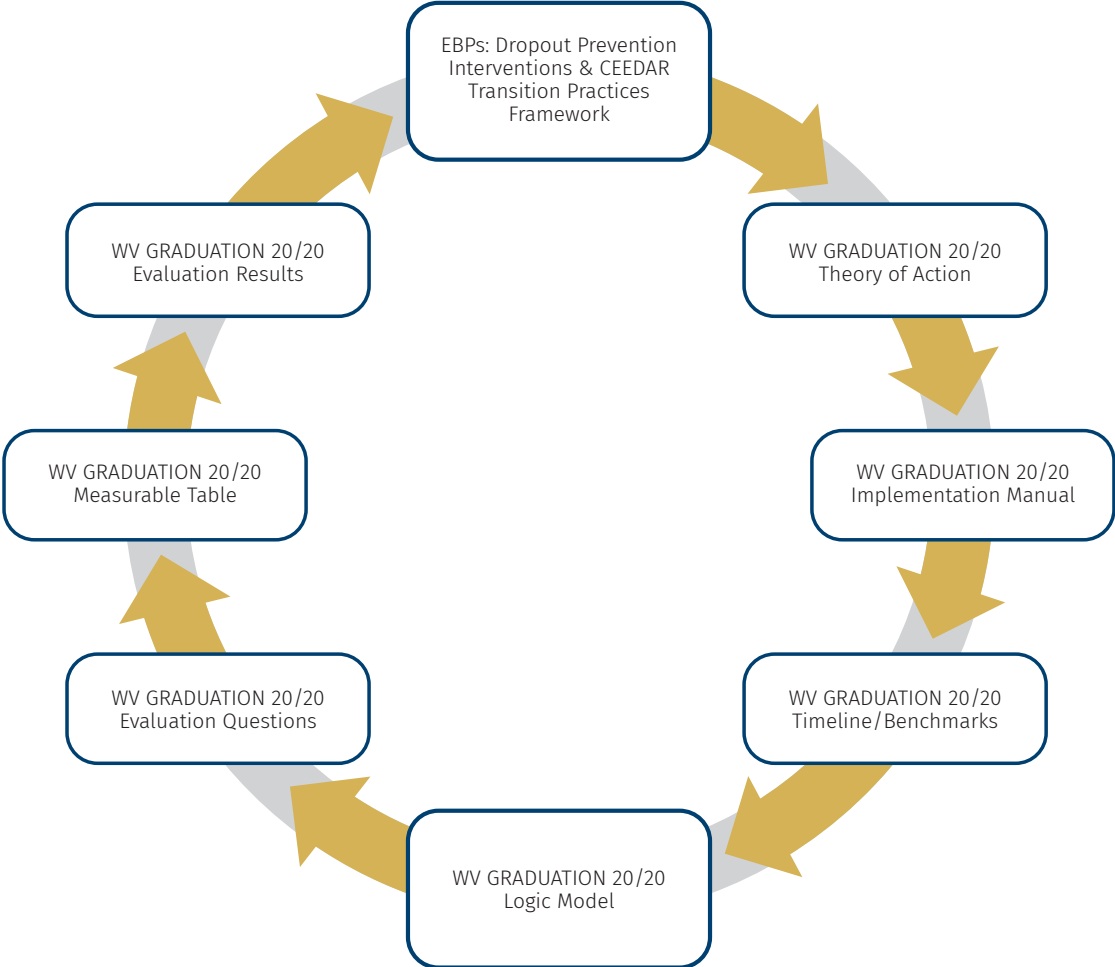 EBPs: Dropout Prevention
Interventions & CEEDAR
Transition Practices
Framework
WV GRADUATION 20/20
Theory of Action
WV GRADUATION 20/20
Implementation Manual
WV GRADUATION 20/20
Timeline/Benchmarks
WV GRADUATION 20/20
Logic Model
WV GRADUATION 20/20
Evaluation Questions
WV GRADUATION 20/20
Measurable Table
WV GRADUATION 20/20
Evaluation Results